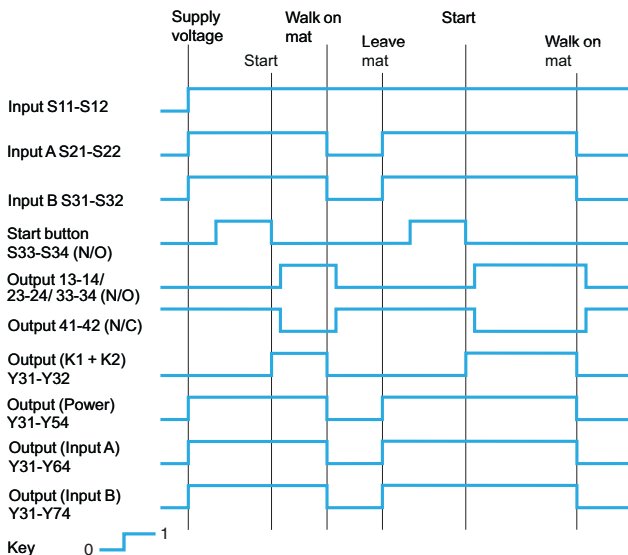 Supply
voltage
Start
Walk on
mat
Leave
mat
Start
Walk on
mat
Input S11-S12
Input A S21-S22
Input B S31-S32
Start button
S33-S34 (N/O)
Output 13-14/
23-24/ 33-34 (N/O)
Output 41-42 (N/C)
Output (K1 + K2)
Y31-Y32
Output (Power)
Y31-Y54
Output (Input A)
Y31-Y64
Output (Input B)
Y31-Y74
Key 0 1